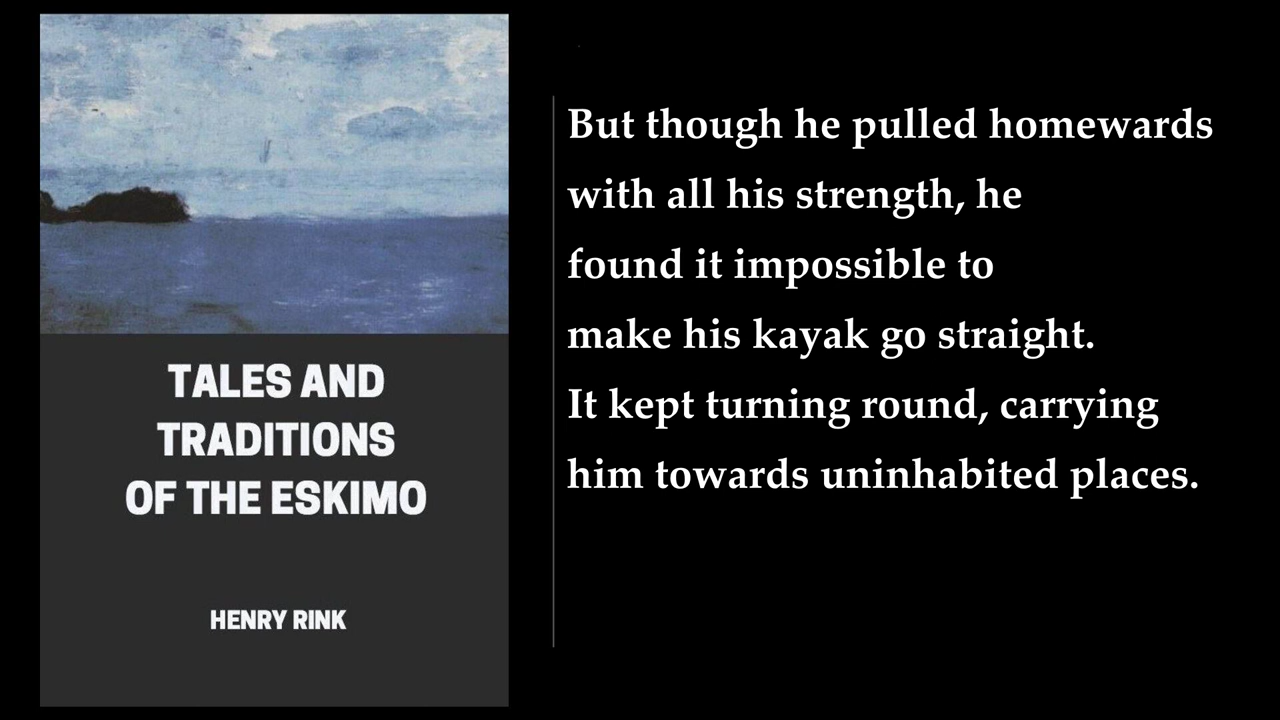 TALES AND
TRADITIONS
OF THE ESKIMO
HENRY RINK
But though he pulled homewards
with all his strength, he
found it impossible to
make his kayak go straight.
It kept turning round, carrying
him towards uninhabited places.